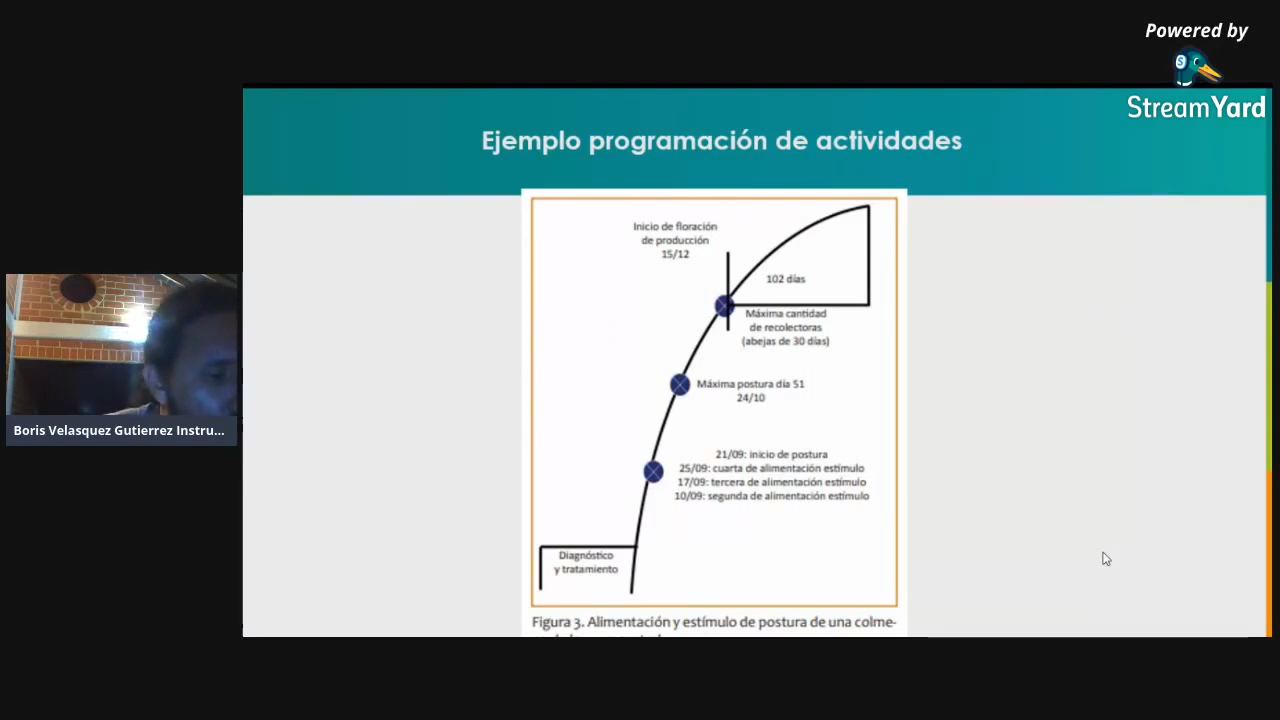 Powered by
StreamYard
Ejemplo programación de actividades
Inicio de floración
de producción
15/12
102 días
Máxima cantidad
de recolectoras
(abejas de 30 días)
Máxima postura día 51
24/10
21/09: inicio de postura
25/09: cuarta de alimentación estímulo
17/09: tercera de alimentación estímulo
10/09: segunda de alimentación estímulo
Diagnóstico
y tratamiento
Figura 3. Alimentación y estímulo de postura de una colme-
Boris Velasquez Gutierrez Instru...